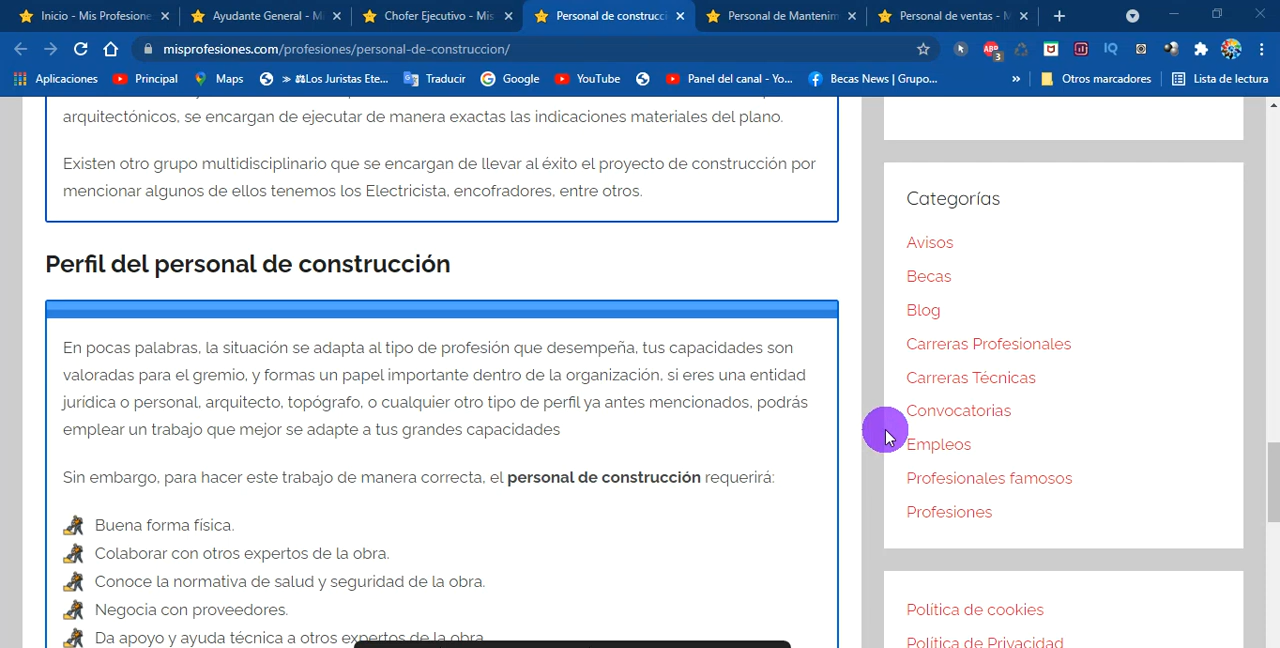 Inicio - Mis Profesione
Ayudante General - Mi
Chofer Ejecutivo - Mis
Personal de construcci
Personal de Mantenim
Personal de ventas - M
misprofesiones.com/profesiones/personal-de-construccion/
ABP
3
IQ
Aplicaciones
Principal
Maps
» ⚖Los Juristas Ete...
Traducir
Google
YouTube
Panel del canal - Yo...
Becas News | Grupo...
»
Otros marcadores
Lista de lectura
arquitectónicos, se encargan de ejecutar de manera exactas las indicaciones materiales del plano.
Existen otro grupo multidisciplinario que se encargan de llevar al éxito el proyecto de construcción por
mencionar algunos de ellos tenemos los Electricista, encofradores, entre otros.
Perfil del personal de construcción
En pocas palabras, la situación se adapta al tipo de profesión que desempeña, tus capacidades son
valoradas para el gremio, y formas un papel importante dentro de la organización, si eres una entidad
jurídica o personal, arquitecto, topógrafo, o cualquier otro tipo de perfil ya antes mencionados, podrás
emplear un trabajo que mejor se adapte a tus grandes capacidades
Sin embargo, para hacer este trabajo de manera correcta, el personal de construcción requerirá:
Buena forma física.
Colaborar con otros expertos de la obra.
Conoce la normativa de salud y seguridad de la obra.
Negocia con proveedores.
Da apoyo y ayuda técnica a otros expertos de la obra.
Categorías
Avisos
Becas
Blog
Carreras Profesionales
Carreras Técnicas
Convocatorias
Empleos
Profesionales famosos
Profesiones
Política de cookies
Política de Privacidad